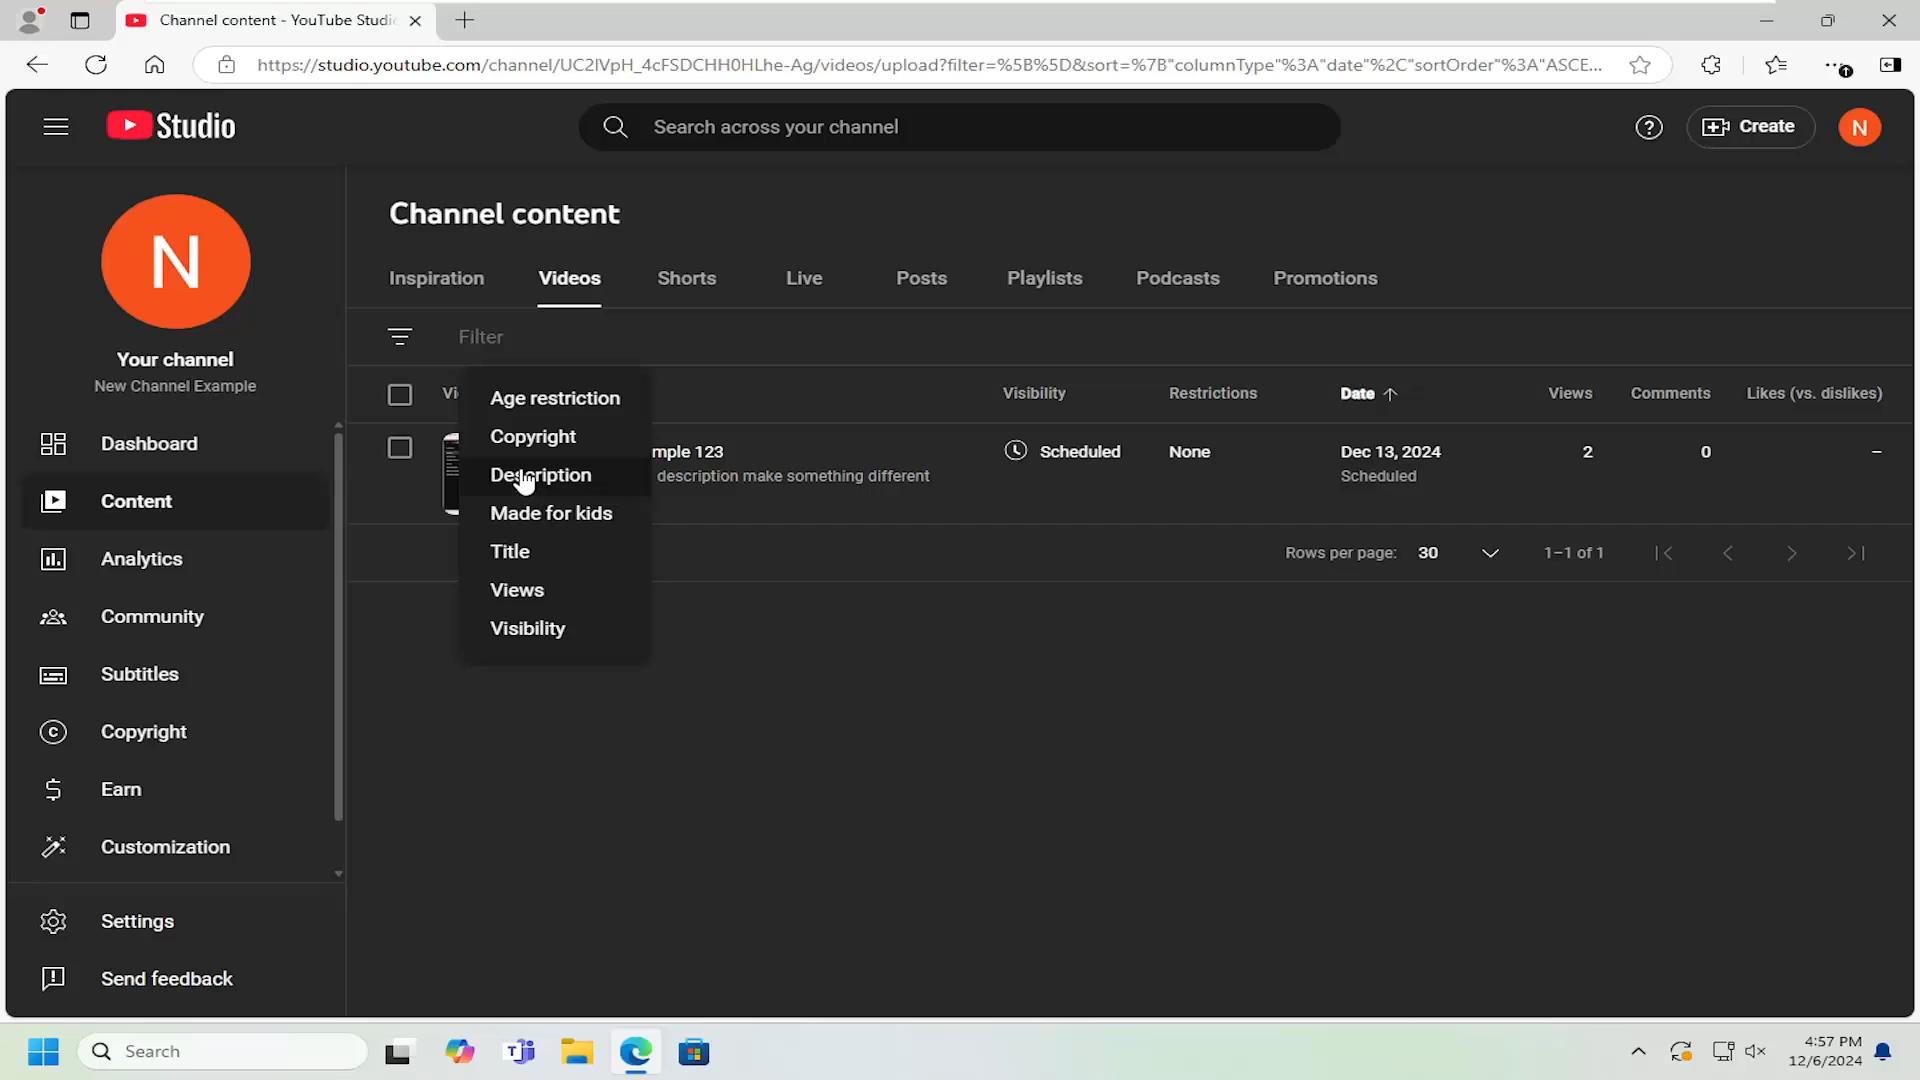 Channel content - YouTube Studi
https://studio.youtube.com/channel/UC2lVpH_4cFSDCHH0HLhe-Ag/videos/upload?filter=%5B%5D&sort=%7B"columnType"%3A"date"%2C"sortOrder"%3A"ASCE...
Studio
Search across your channel
Create
N
N
Your channel
New Channel Example
Dashboard
Content
Analytics
Community
Subtitles
Copyright
Earn
Customization
Settings
Send feedback
Channel content
Inspiration Videos Shorts Live Posts Playlists Podcasts Promotions
Filter
Vi Visibility Restrictions Date Views Comments Likes (vs. dislikes)
Age restriction
Copyright
Description
Made for kids
Title
Views
Visibility
mple 123 Scheduled None Dec 13, 2024 2 0 –
description make something different Scheduled
Rows per page: 30 1–1 of 1
Search
4:57 PM
12/6/2024